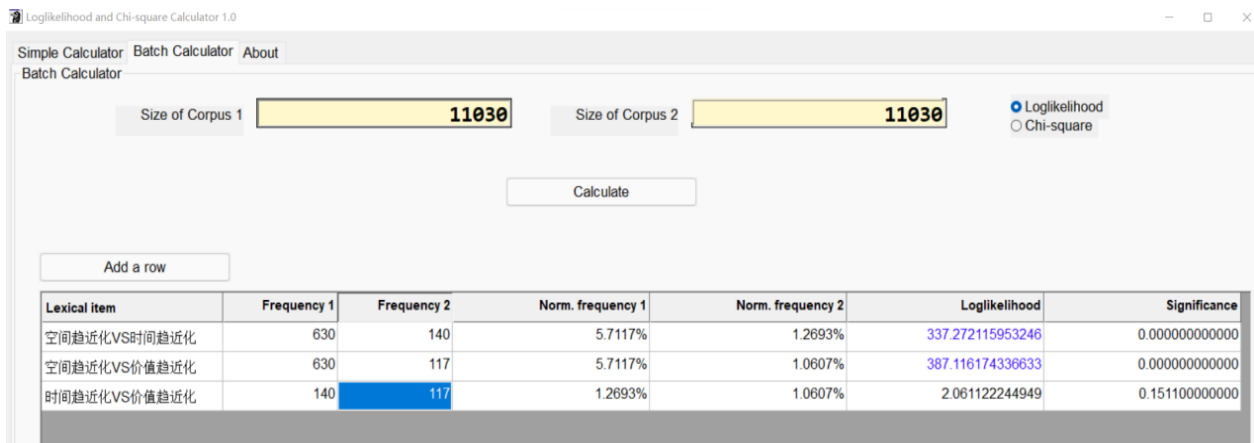 Loglikelihood and Chi-square Calculator 1.0
Simple Calculator Batch Calculator About
Batch Calculator
Size of Corpus 1 11030 Size of Corpus 2 11030 Loglikelihood
Chi-square
Calculate
Add a row
Lexical item Frequency 1 Frequency 2 Norm. frequency 1 Norm. frequency 2 Loglikelihood Significance
空间趋近化VS时间趋近化 630 140 5.7117% 1.2693% 337.272115953246 0.000000000000
空间趋近化VS价值趋近化 630 117 5.7117% 1.0607% 387.116174336633 0.000000000000
时间趋近化VS价值趋近化 140 117 1.2693% 1.0607% 2.061122244949 0.151100000000